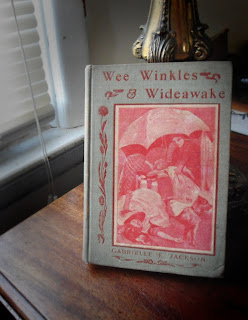 Wee Winkles
& Wideawake
GABRIELLE E. JACKSON